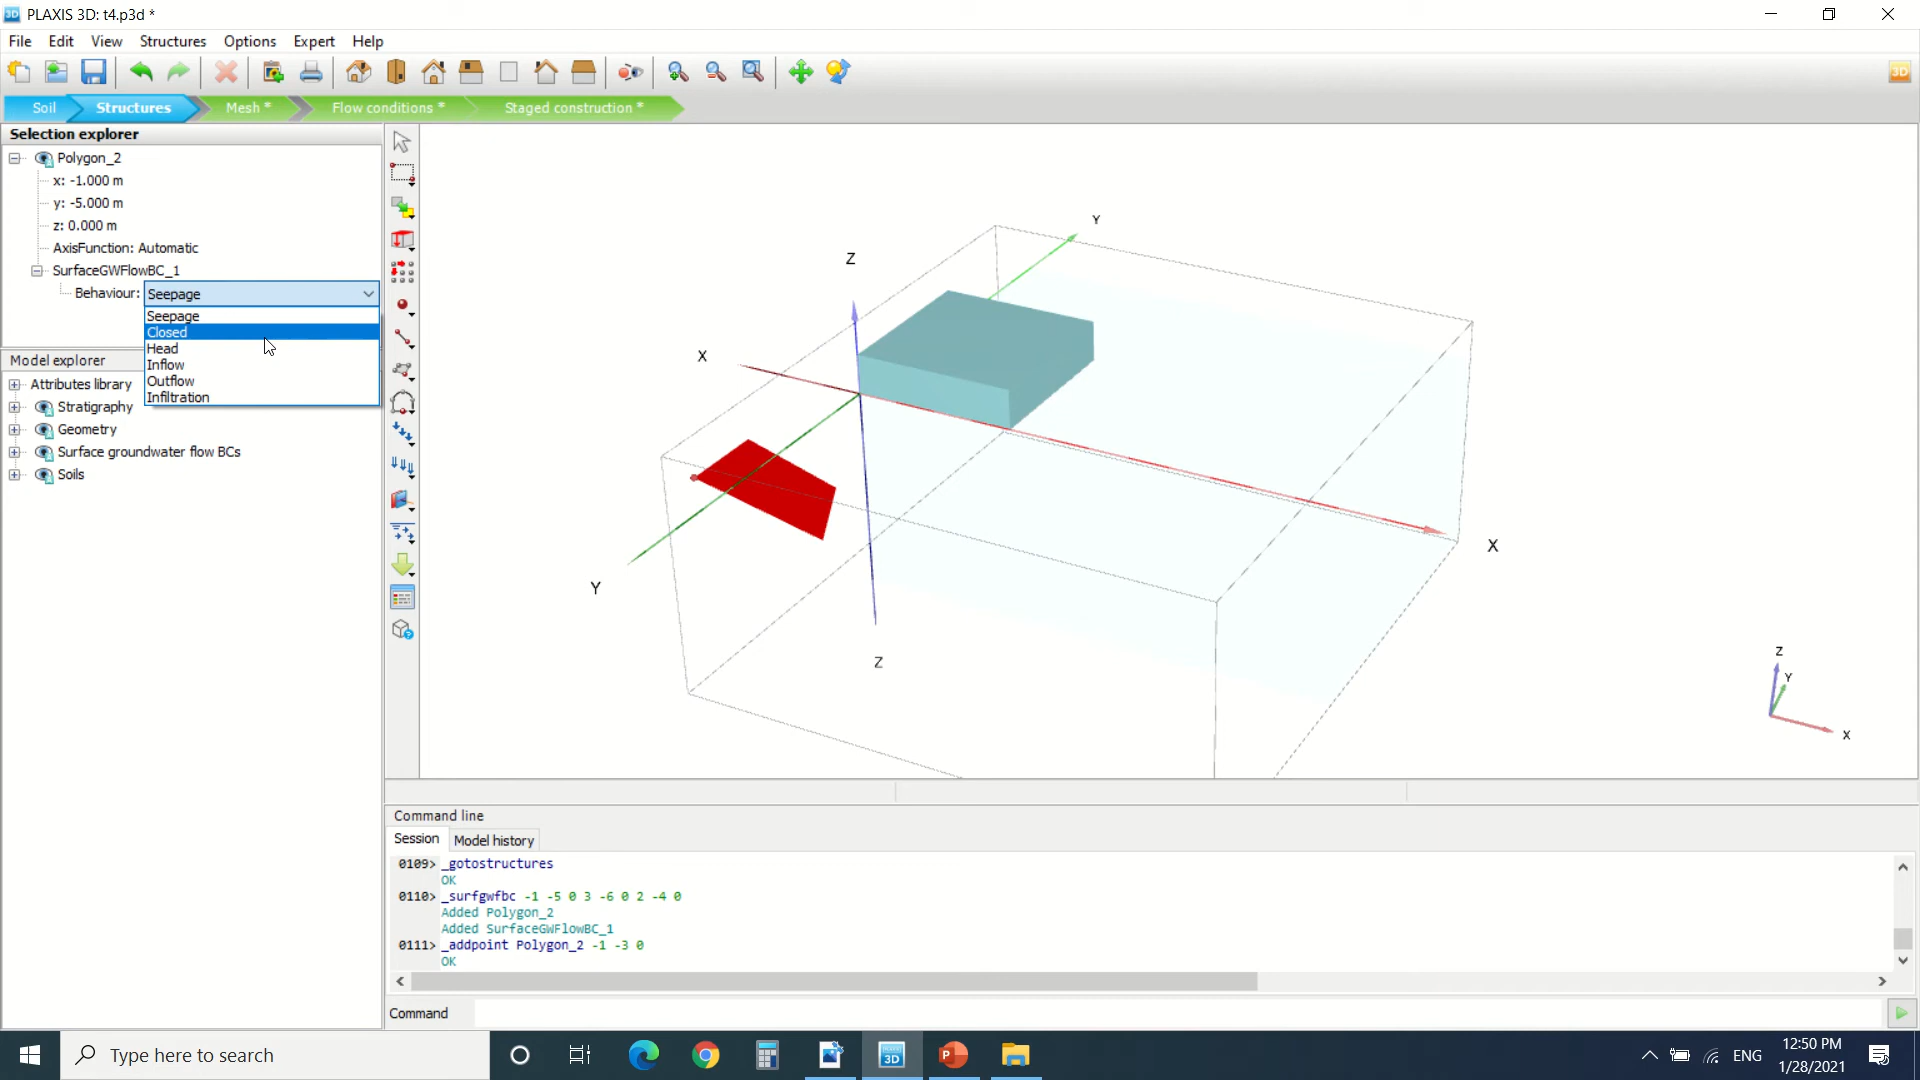 PLAXIS 3D: t4.p3d *
File Edit View Structures Options Expert Help
3D
Soil Structures Mesh * Flow conditions * Staged construction *
Selection explorer
Polygon_2
x: -1.000 m
y: -5.000 m
z: 0.000 m
AxisFunction: Automatic
SurfaceGWFlowBC_1
Behaviour: Seepage
Seepage
Closed
Head
Inflow
Outflow
Infiltration
Model explorer
Attributes library
Stratigraphy
Geometry
Surface groundwater flow BCs
Soils
Y
Z
X
X
Y
Z
Z
Y
X
Command line
Session Model history
0109> _gotostructures
OK
0110> _surfgwfbc -1 -5 0 3 -6 0 2 -4 0
Added Polygon_2
Added SurfaceGWFlowBC_1
0111> _addpoint Polygon_2 -1 -3 0
OK
Command
Type here to search
ENG
12:50 PM
1/28/2021